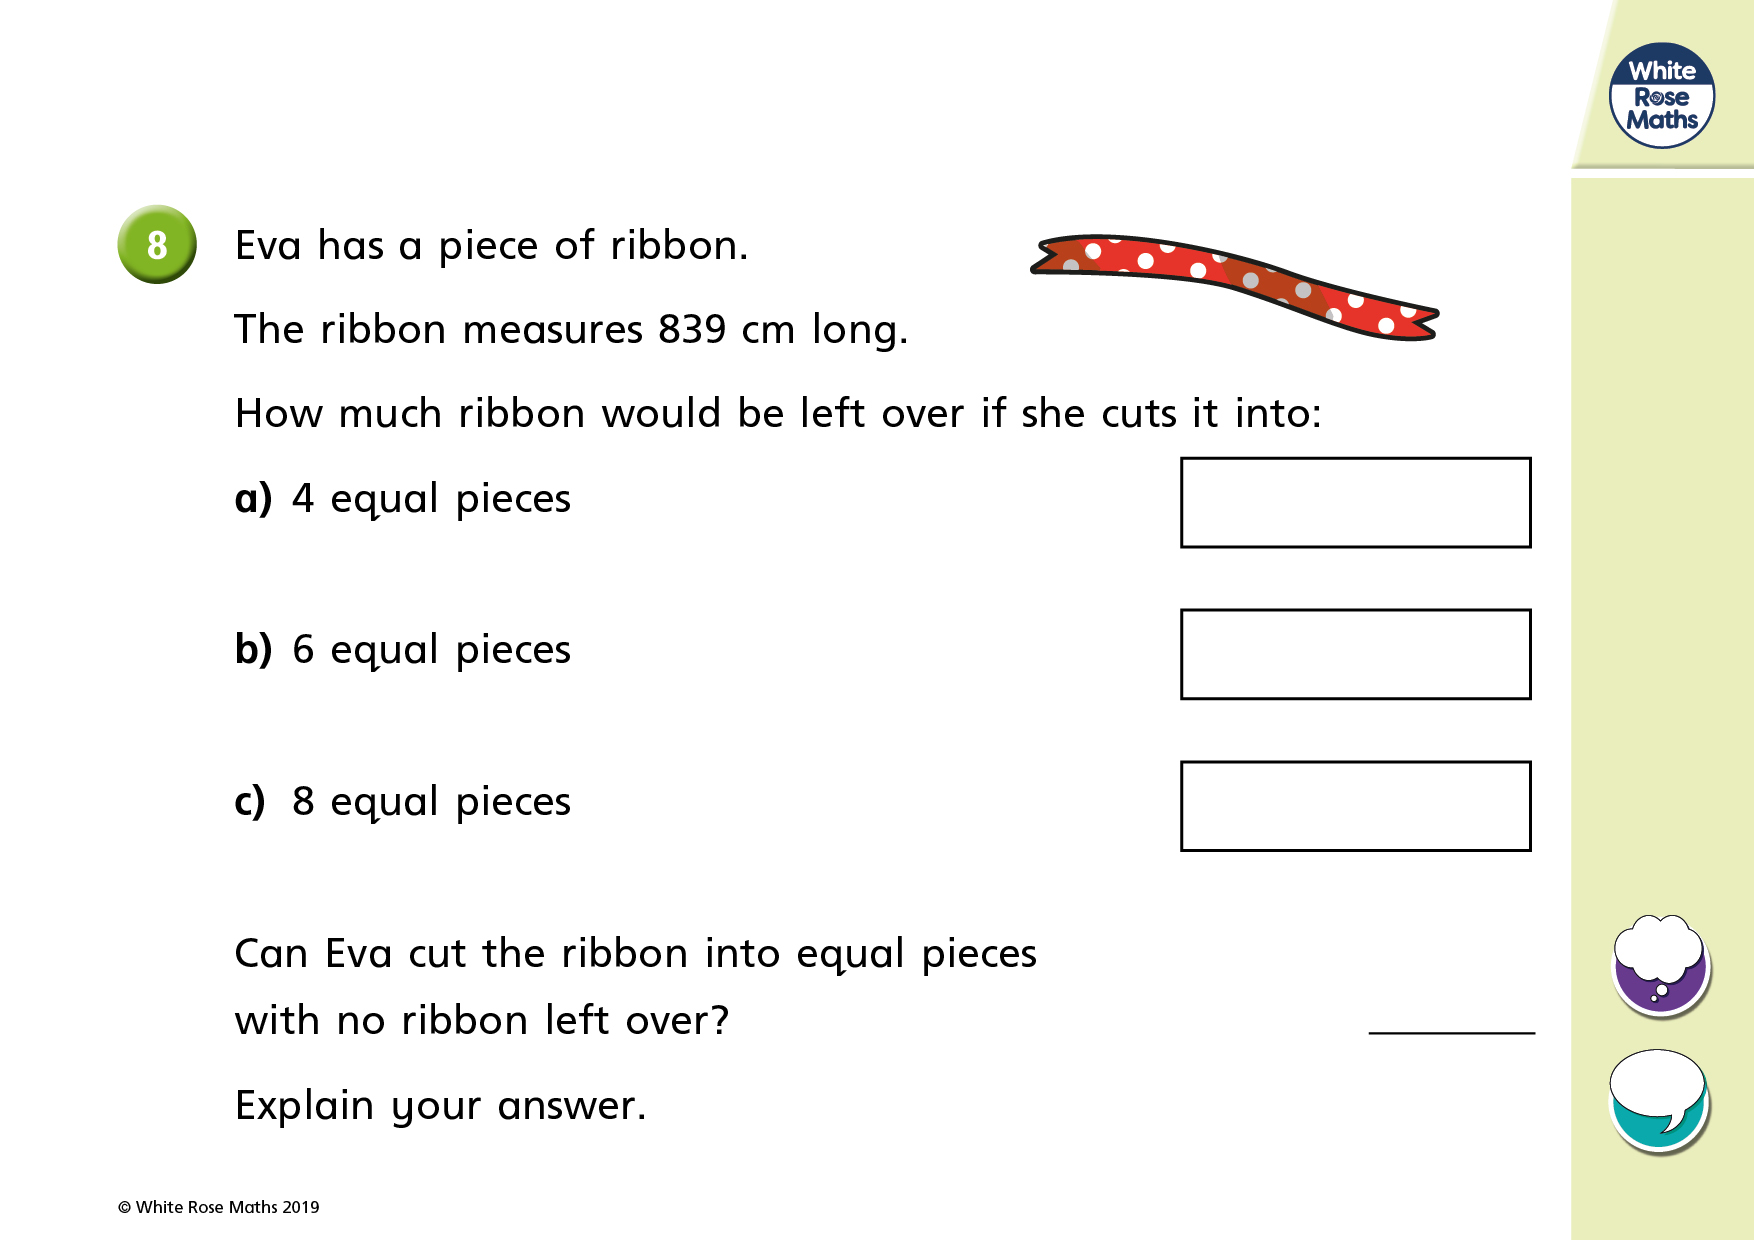 White
Rose
Maths
8 Eva has a piece of ribbon.
The ribbon measures 839 cm long.
How much ribbon would be left over if she cuts it into:
a) 4 equal pieces
b) 6 equal pieces
c) 8 equal pieces
Can Eva cut the ribbon into equal pieces
with no ribbon left over?
Explain your answer.
© White Rose Maths 2019